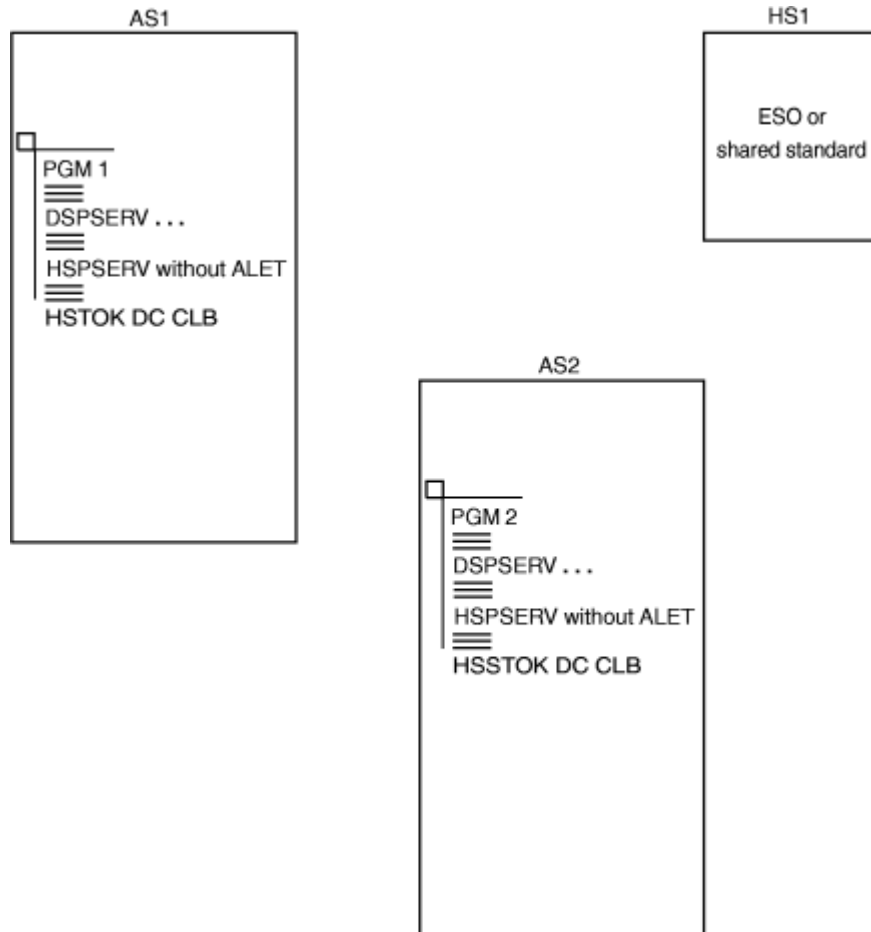 AS1
PGM 1
DSPSERV . . .
HSPSERV without ALET
HSTOK DC CLB
HS1
ESO or
shared standard
AS2
PGM 2
DSPSERV . . .
HSPSERV without ALET
HSSTOK DC CLB